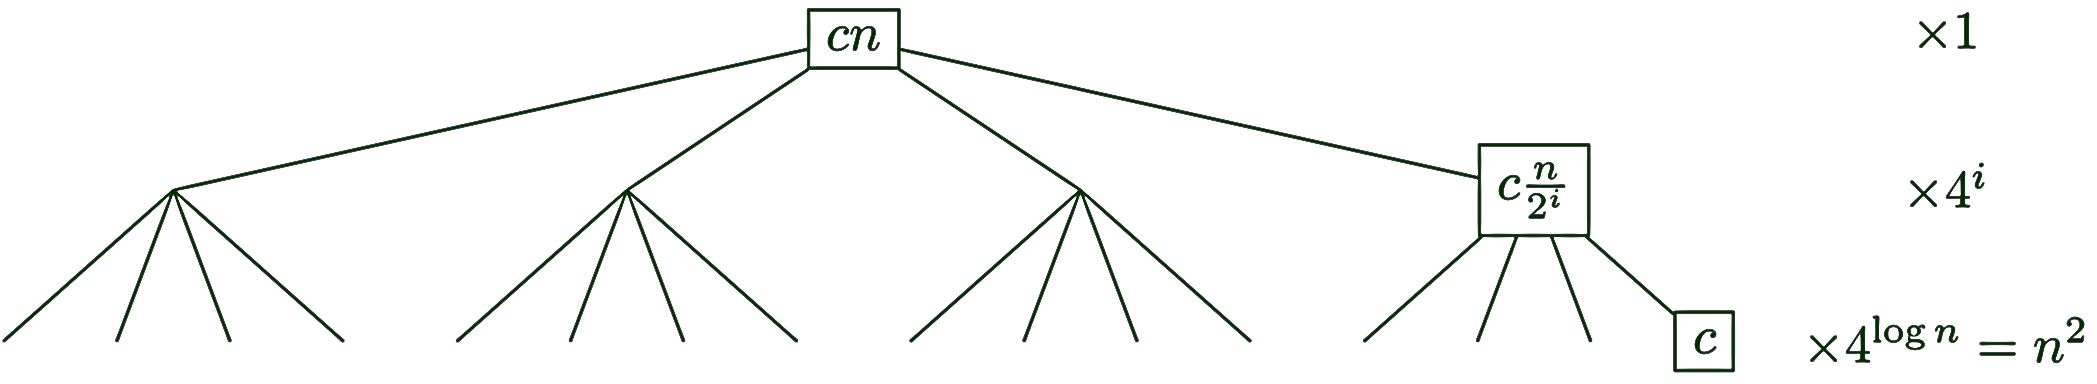 cn ×1
c n/2^i ×4^i
c ×4^{log n} = n^2